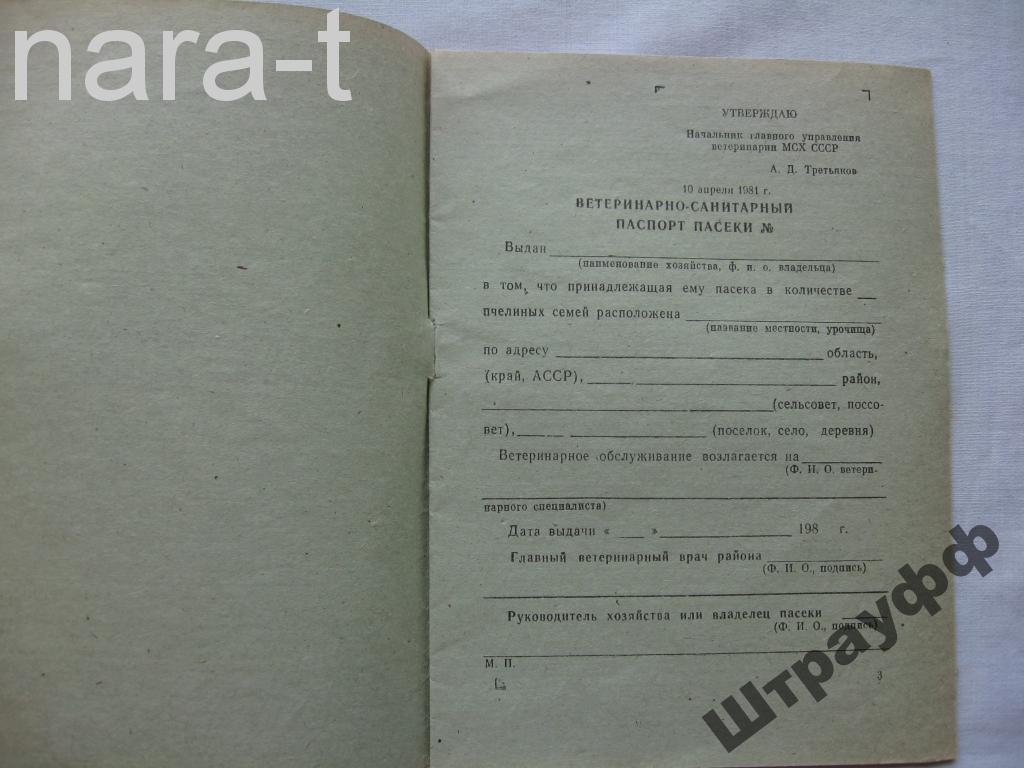 nara-t
УТВЕРЖДАЮ
Начальник главного управления
ветеринарии МСХ СССР
А. Д. Третьяков
10 апреля 1981 г.
ВЕТЕРИНАРНО-САНИТАРНЫЙ
ПАСПОРТ ПАСЕКИ №
Выдан
(наименование хозяйства, ф. и. о. владельца)
в том, что принадлежащая ему пасека в количестве
пчелиных семей расположена
(название местности, урочища)
по адресу область,
(край, АССР), район,
(сельсовет, поссо-
вет), (поселок, село, деревня)
Ветеринарное обслуживание возлагается на
(Ф. И. О. ветери-
нарного специалиста)
Дата выдачи « » 198 г.
Главный ветеринарный врач района
(Ф. И. О., подпись)
Руководитель хозяйства или владелец пасеки
(Ф. И. О., подпись)
М. П.
3
Штрауфф